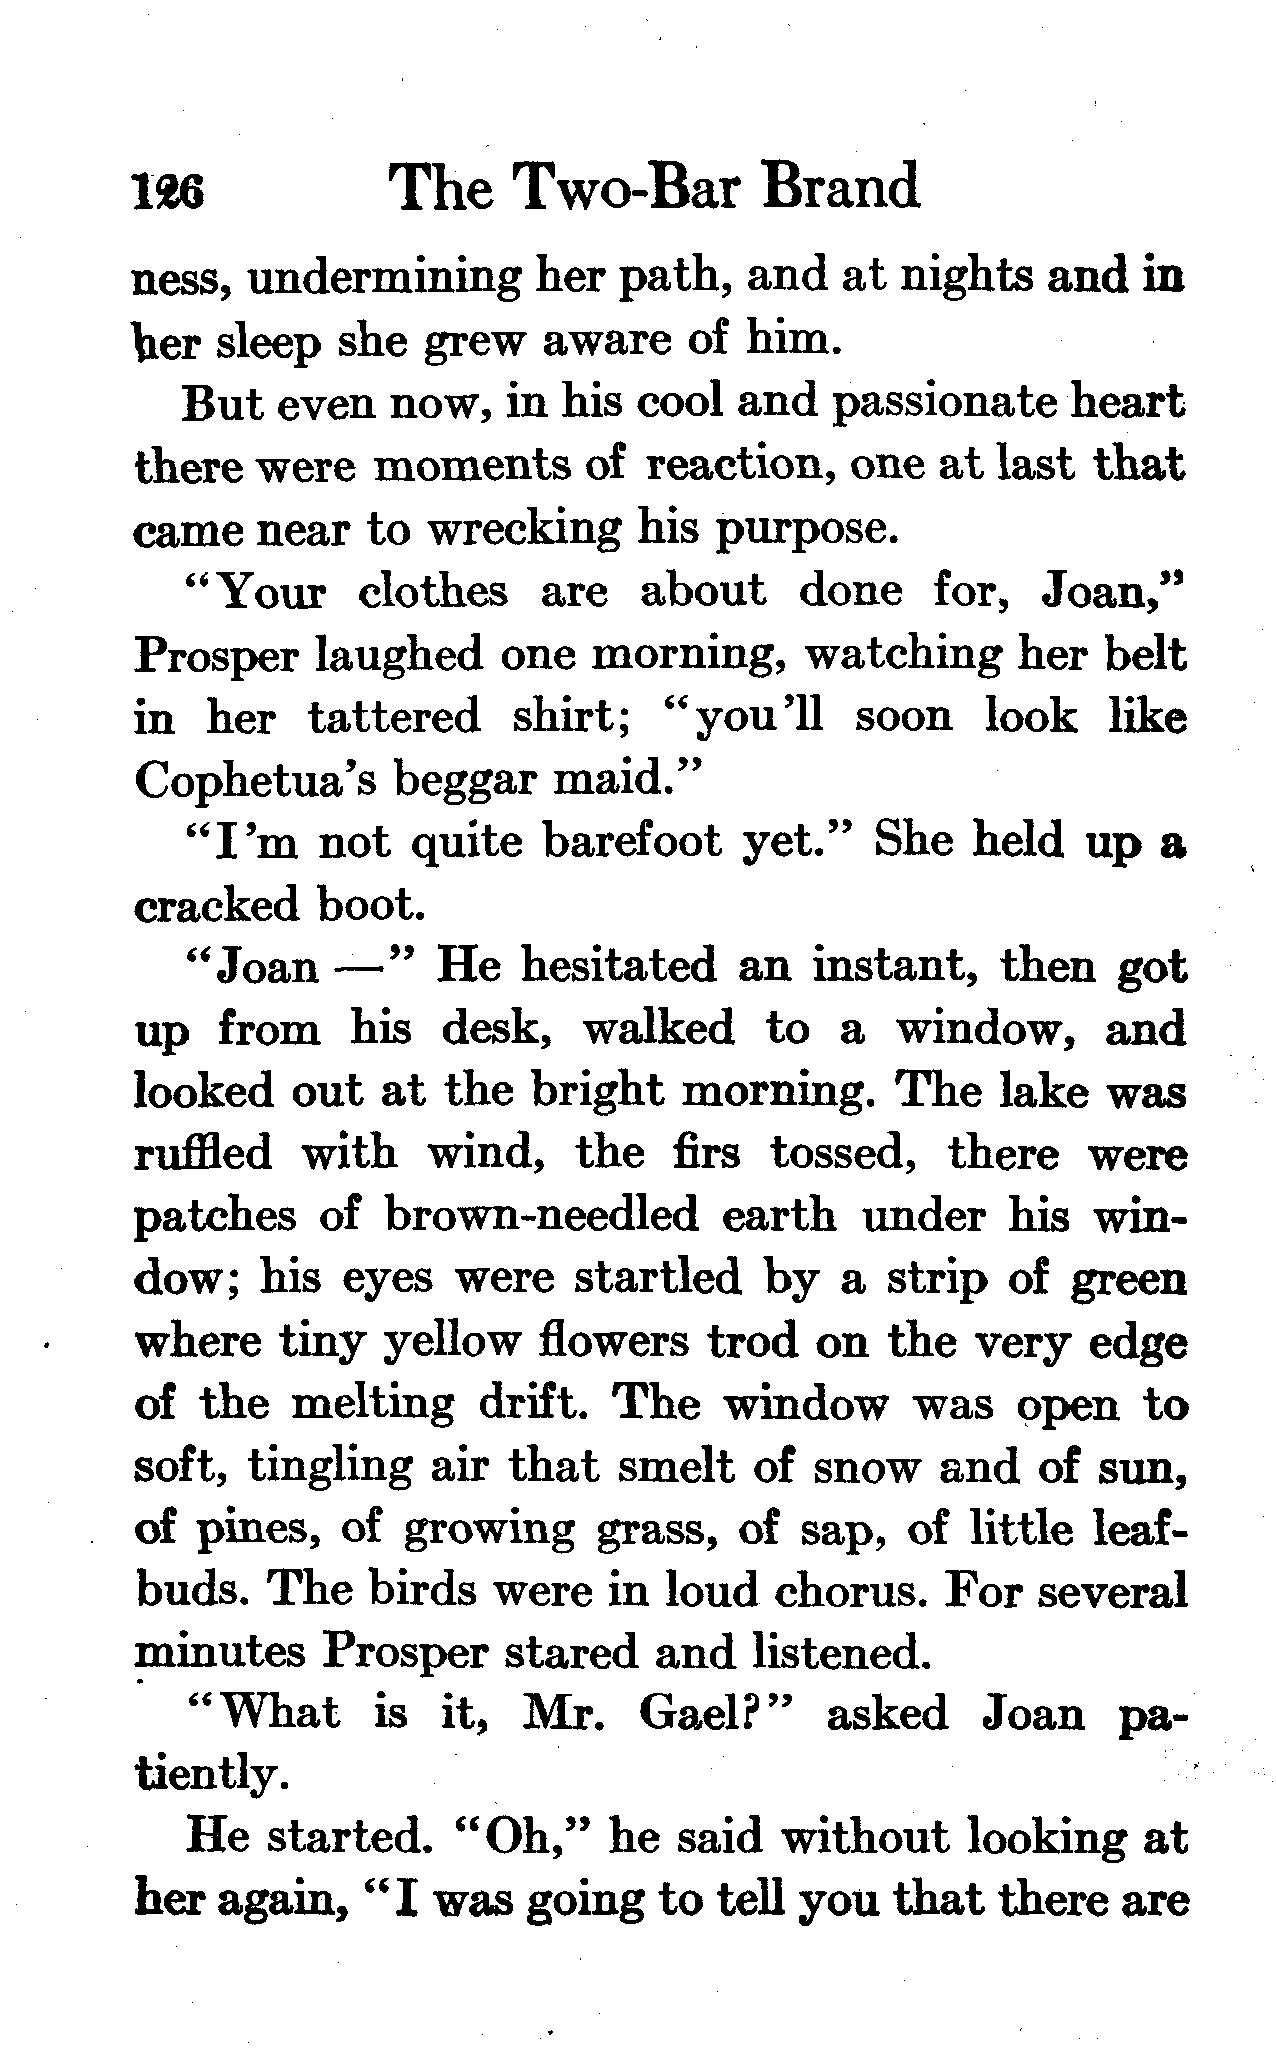 126 The Two-Bar Brand
ness, undermining her path, and at nights and in
her sleep she grew aware of him.
But even now, in his cool and passionate heart
there were moments of reaction, one at last that
came near to wrecking his purpose.
“Your clothes are about done for, Joan,”
Prosper laughed one morning, watching her belt
in her tattered shirt; “you'll soon look like
Cophetua's beggar maid.”
“I'm not quite barefoot yet.” She held up a
cracked boot.
“Joan —” He hesitated an instant, then got
up from his desk, walked to a window, and
looked out at the bright morning. The lake was
ruffled with wind, the firs tossed, there were
patches of brown-needled earth under his win-
dow; his eyes were startled by a strip of green
where tiny yellow flowers trod on the very edge
of the melting drift. The window was open to
soft, tingling air that smelt of snow and of sun,
of pines, of growing grass, of sap, of little leaf-
buds. The birds were in loud chorus. For several
minutes Prosper stared and listened.
“What is it, Mr. Gael?” asked Joan pa-
tiently.
He started. “Oh,” he said without looking at
her again, “I was going to tell you that there are